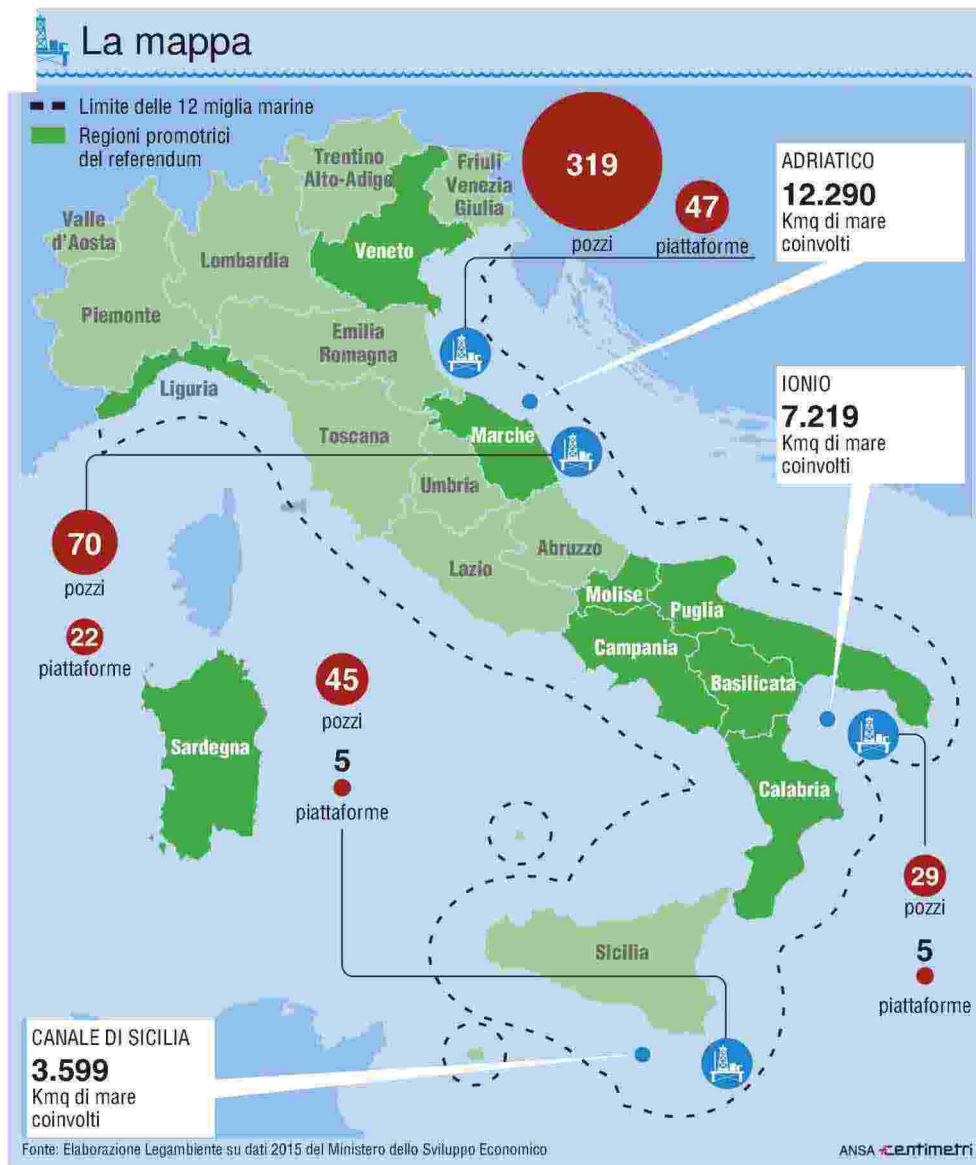 La mappa
Limite delle 12 miglia marine
Regioni promotrici
del referendum
319
pozzi
47
piattaforme
ADRIATICO
12.290
Kmq di mare
coinvolti
Trentino
Alto-Adige
Friuli
Venezia
Giulia
Valle
d'Aosta
Lombardia
Veneto
Piemonte
Emilia
Romagna
Liguria
IONIO
7.219
Kmq di mare
coinvolti
Toscana
Marche
Umbria
70
pozzi
Lazio
Abruzzo
Molise
Puglia
22
piattaforme
Campania
Basilicata
45
pozzi
Sardegna
5
piattaforme
Calabria
29
pozzi
Sicilia
5
piattaforme
CANALE DI SICILIA
3.599
Kmq di mare
coinvolti
Fonte: Elaborazione Legambiente su dati 2015 del Ministero dello Sviluppo Economico
ANSA centimetri